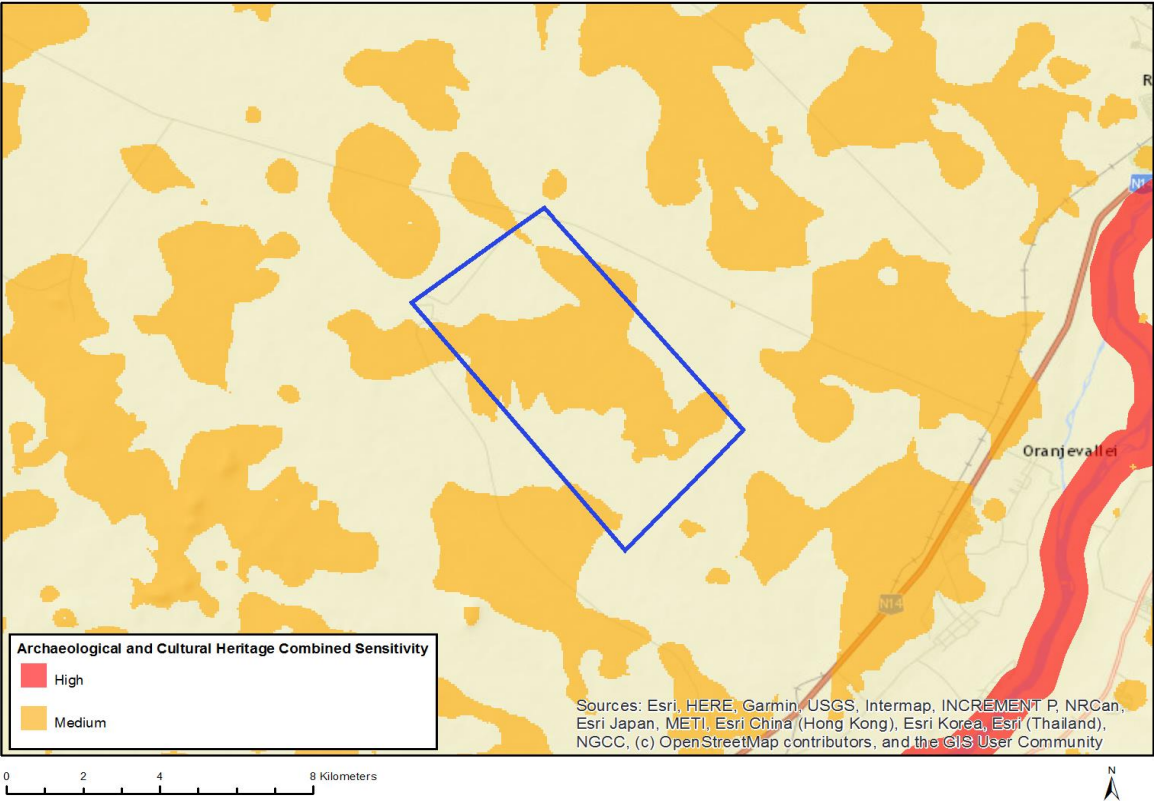 R
N1
Oranjevallei
N14
Archaeological and Cultural Heritage Combined Sensitivity
High
Medium
Sources: Esri, HERE, Garmin, USGS, Intermap, INCREMENT P, NRCan,
Esri Japan, METI, Esri China (Hong Kong), Esri Korea, Esri (Thailand),
NGCC, (c) OpenStreetMap contributors, and the GIS User Community
0 2 4 8 Kilometers
N